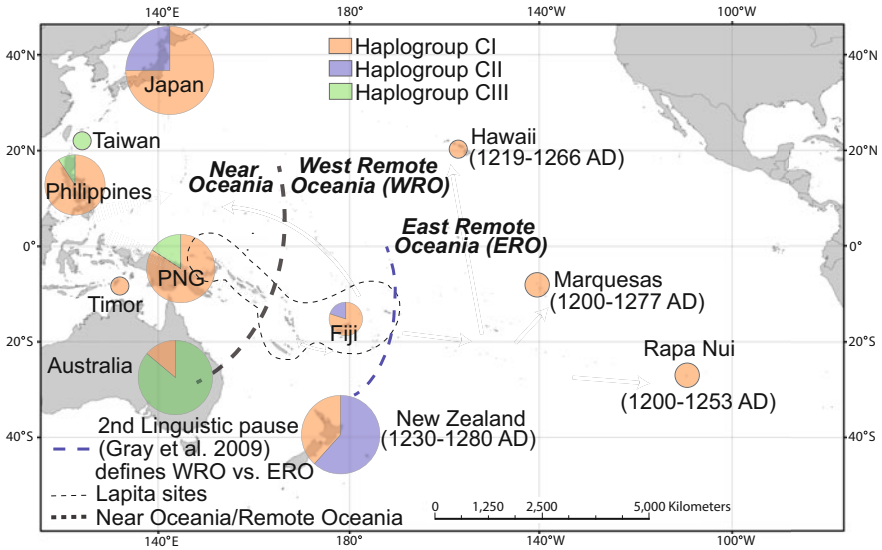 140°E
180°
140°W
100°W
40°N
40°N
Haplogroup CI
Haplogroup CII
Haplogroup CIII
Japan
Taiwan
20°N
20°N
Hawaii
(1219-1266 AD)
Near
Oceania
West Remote
Oceania (WRO)
Philippines
East Remote
Oceania (ERO)
0°
0°
PNG
Timor
Marquesas
(1200-1277 AD)
Fiji
20°S
20°S
Australia
Rapa Nui
(1200-1253 AD)
2nd Linguistic pause
(Gray et al. 2009)
defines WRO vs. ERO
New Zealand
(1230-1280 AD)
40°S
40°S
Lapita sites
Near Oceania/Remote Oceania
0 1,250 2,500 5,000 Kilometers
140°E
180°
140°W
100°W